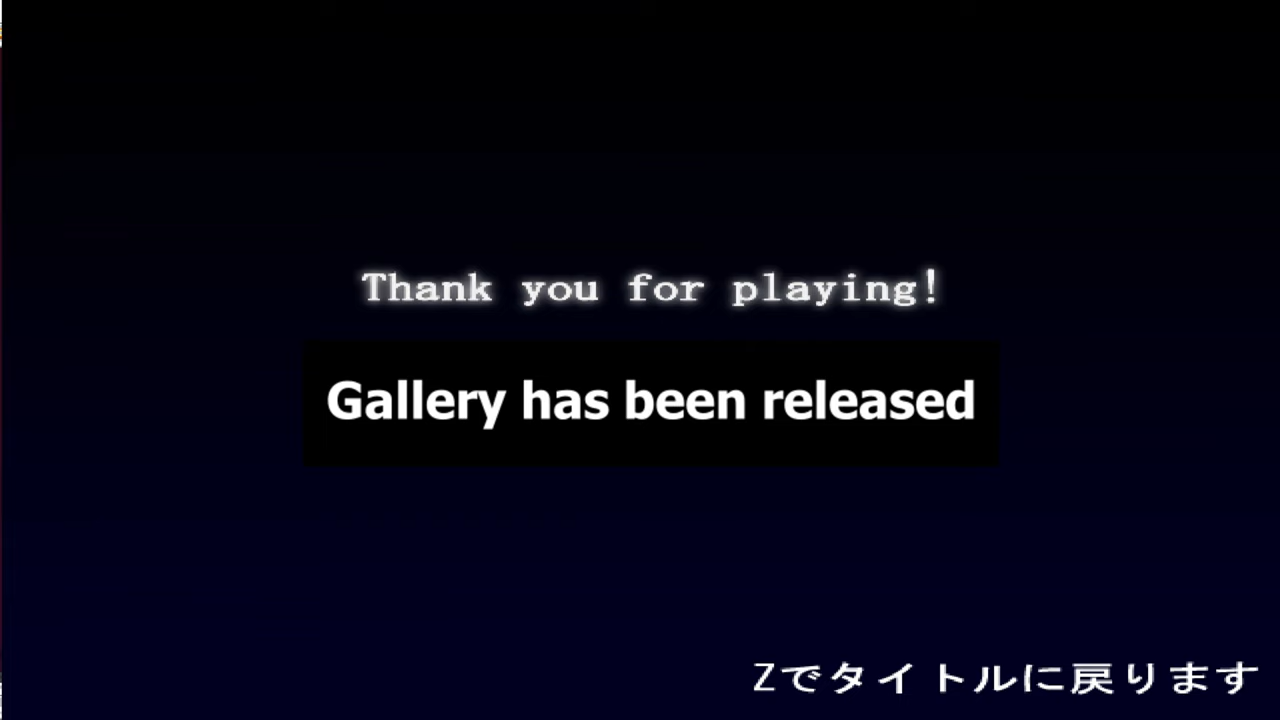 Thank you for playing!
Gallery has been released
Zでタイトルに戻ります